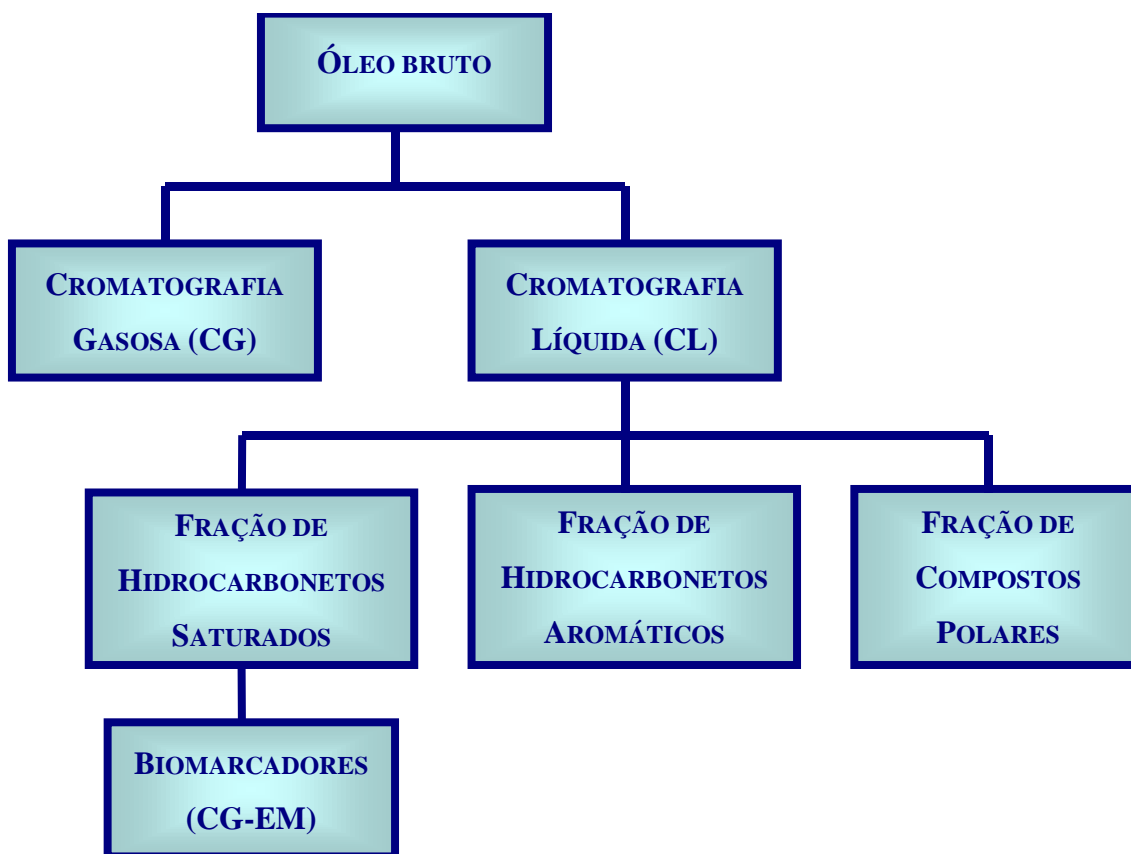 ÓLEO BRUTO
CROMATOGRAFIA
GASOSA (CG)
CROMATOGRAFIA
LÍQUIDA (CL)
FRAÇÃO DE
HIDROCARBONETOS
SATURADOS
FRAÇÃO DE
HIDROCARBONETOS
AROMÁTICOS
FRAÇÃO DE
COMPOSTOS
POLARES
BIOMARCADORES
(CG-EM)